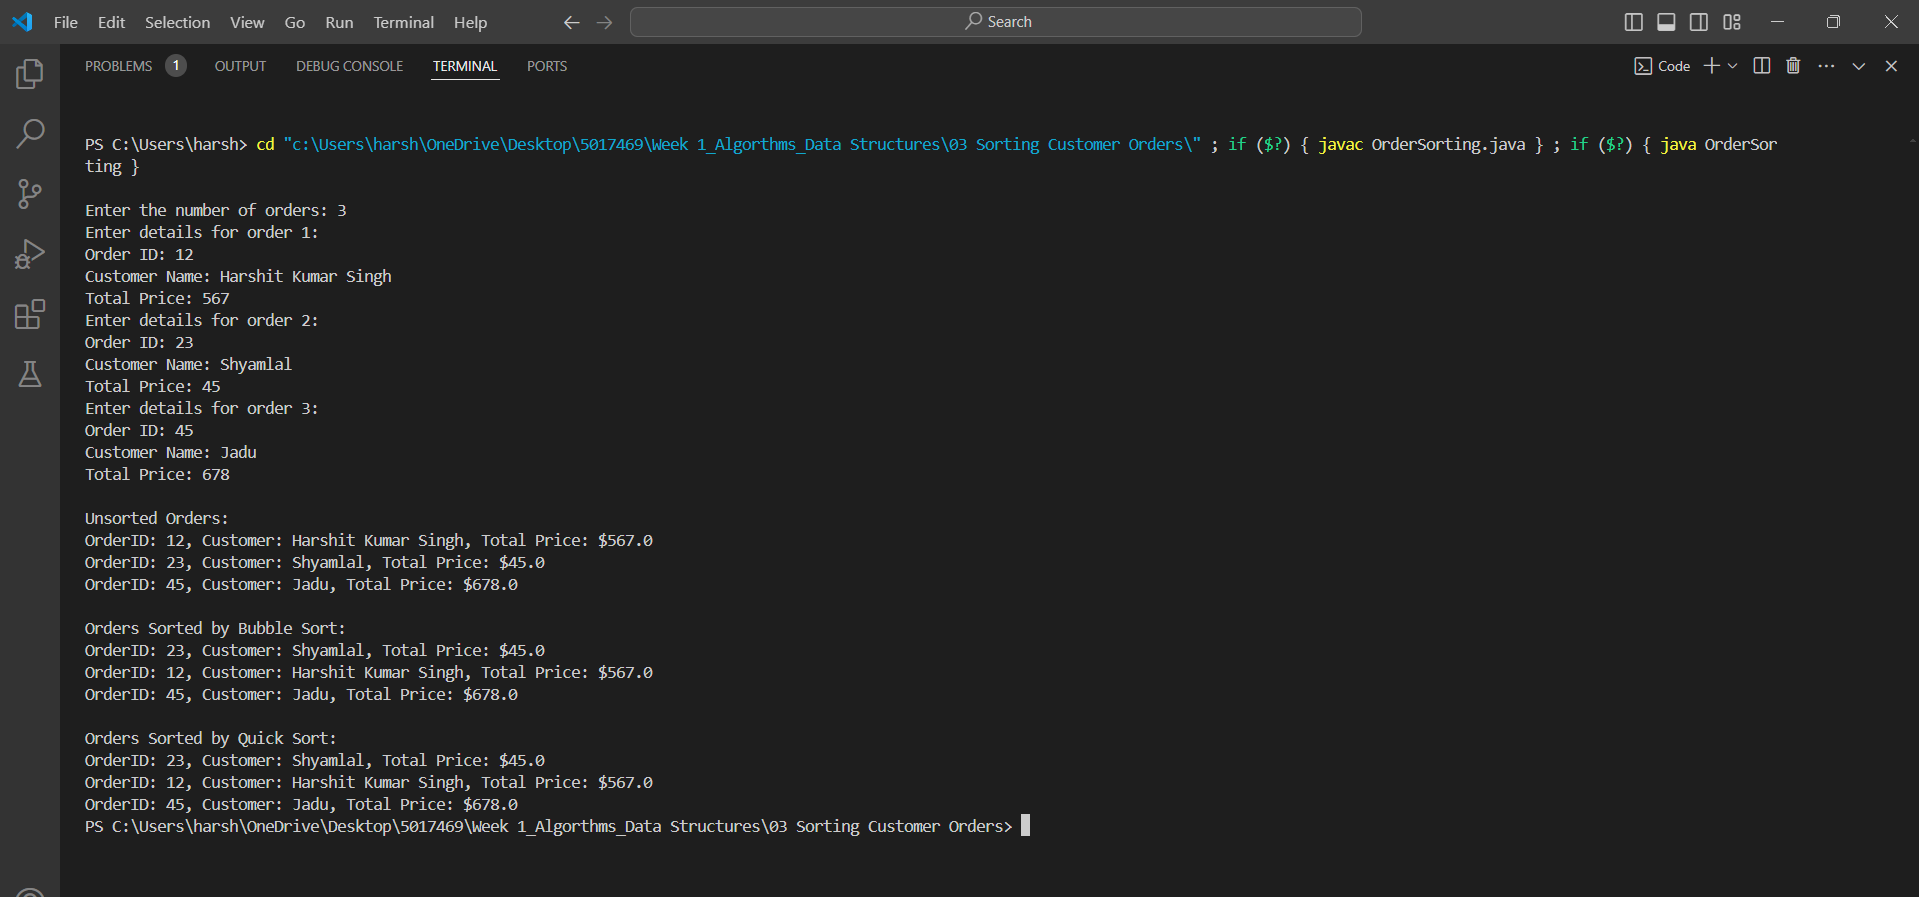 File Edit Selection View Go Run Terminal Help Search
PROBLEMS 1 OUTPUT DEBUG CONSOLE TERMINAL PORTS Code
PS C:\Users\harsh> cd "c:\Users\harsh\OneDrive\Desktop\5017469\Week 1_Algorthms_Data Structures\03 Sorting Customer Orders\" ; if ($?) { javac OrderSorting.java } ; if ($?) { java OrderSor
ting }
Enter the number of orders: 3
Enter details for order 1:
Order ID: 12
Customer Name: Harshit Kumar Singh
Total Price: 567
Enter details for order 2:
Order ID: 23
Customer Name: Shyamlal
Total Price: 45
Enter details for order 3:
Order ID: 45
Customer Name: Jadu
Total Price: 678
Unsorted Orders:
OrderID: 12, Customer: Harshit Kumar Singh, Total Price: $567.0
OrderID: 23, Customer: Shyamlal, Total Price: $45.0
OrderID: 45, Customer: Jadu, Total Price: $678.0
Orders Sorted by Bubble Sort:
OrderID: 23, Customer: Shyamlal, Total Price: $45.0
OrderID: 12, Customer: Harshit Kumar Singh, Total Price: $567.0
OrderID: 45, Customer: Jadu, Total Price: $678.0
Orders Sorted by Quick Sort:
OrderID: 23, Customer: Shyamlal, Total Price: $45.0
OrderID: 12, Customer: Harshit Kumar Singh, Total Price: $567.0
OrderID: 45, Customer: Jadu, Total Price: $678.0
PS C:\Users\harsh\OneDrive\Desktop\5017469\Week 1_Algorthms_Data Structures\03 Sorting Customer Orders>